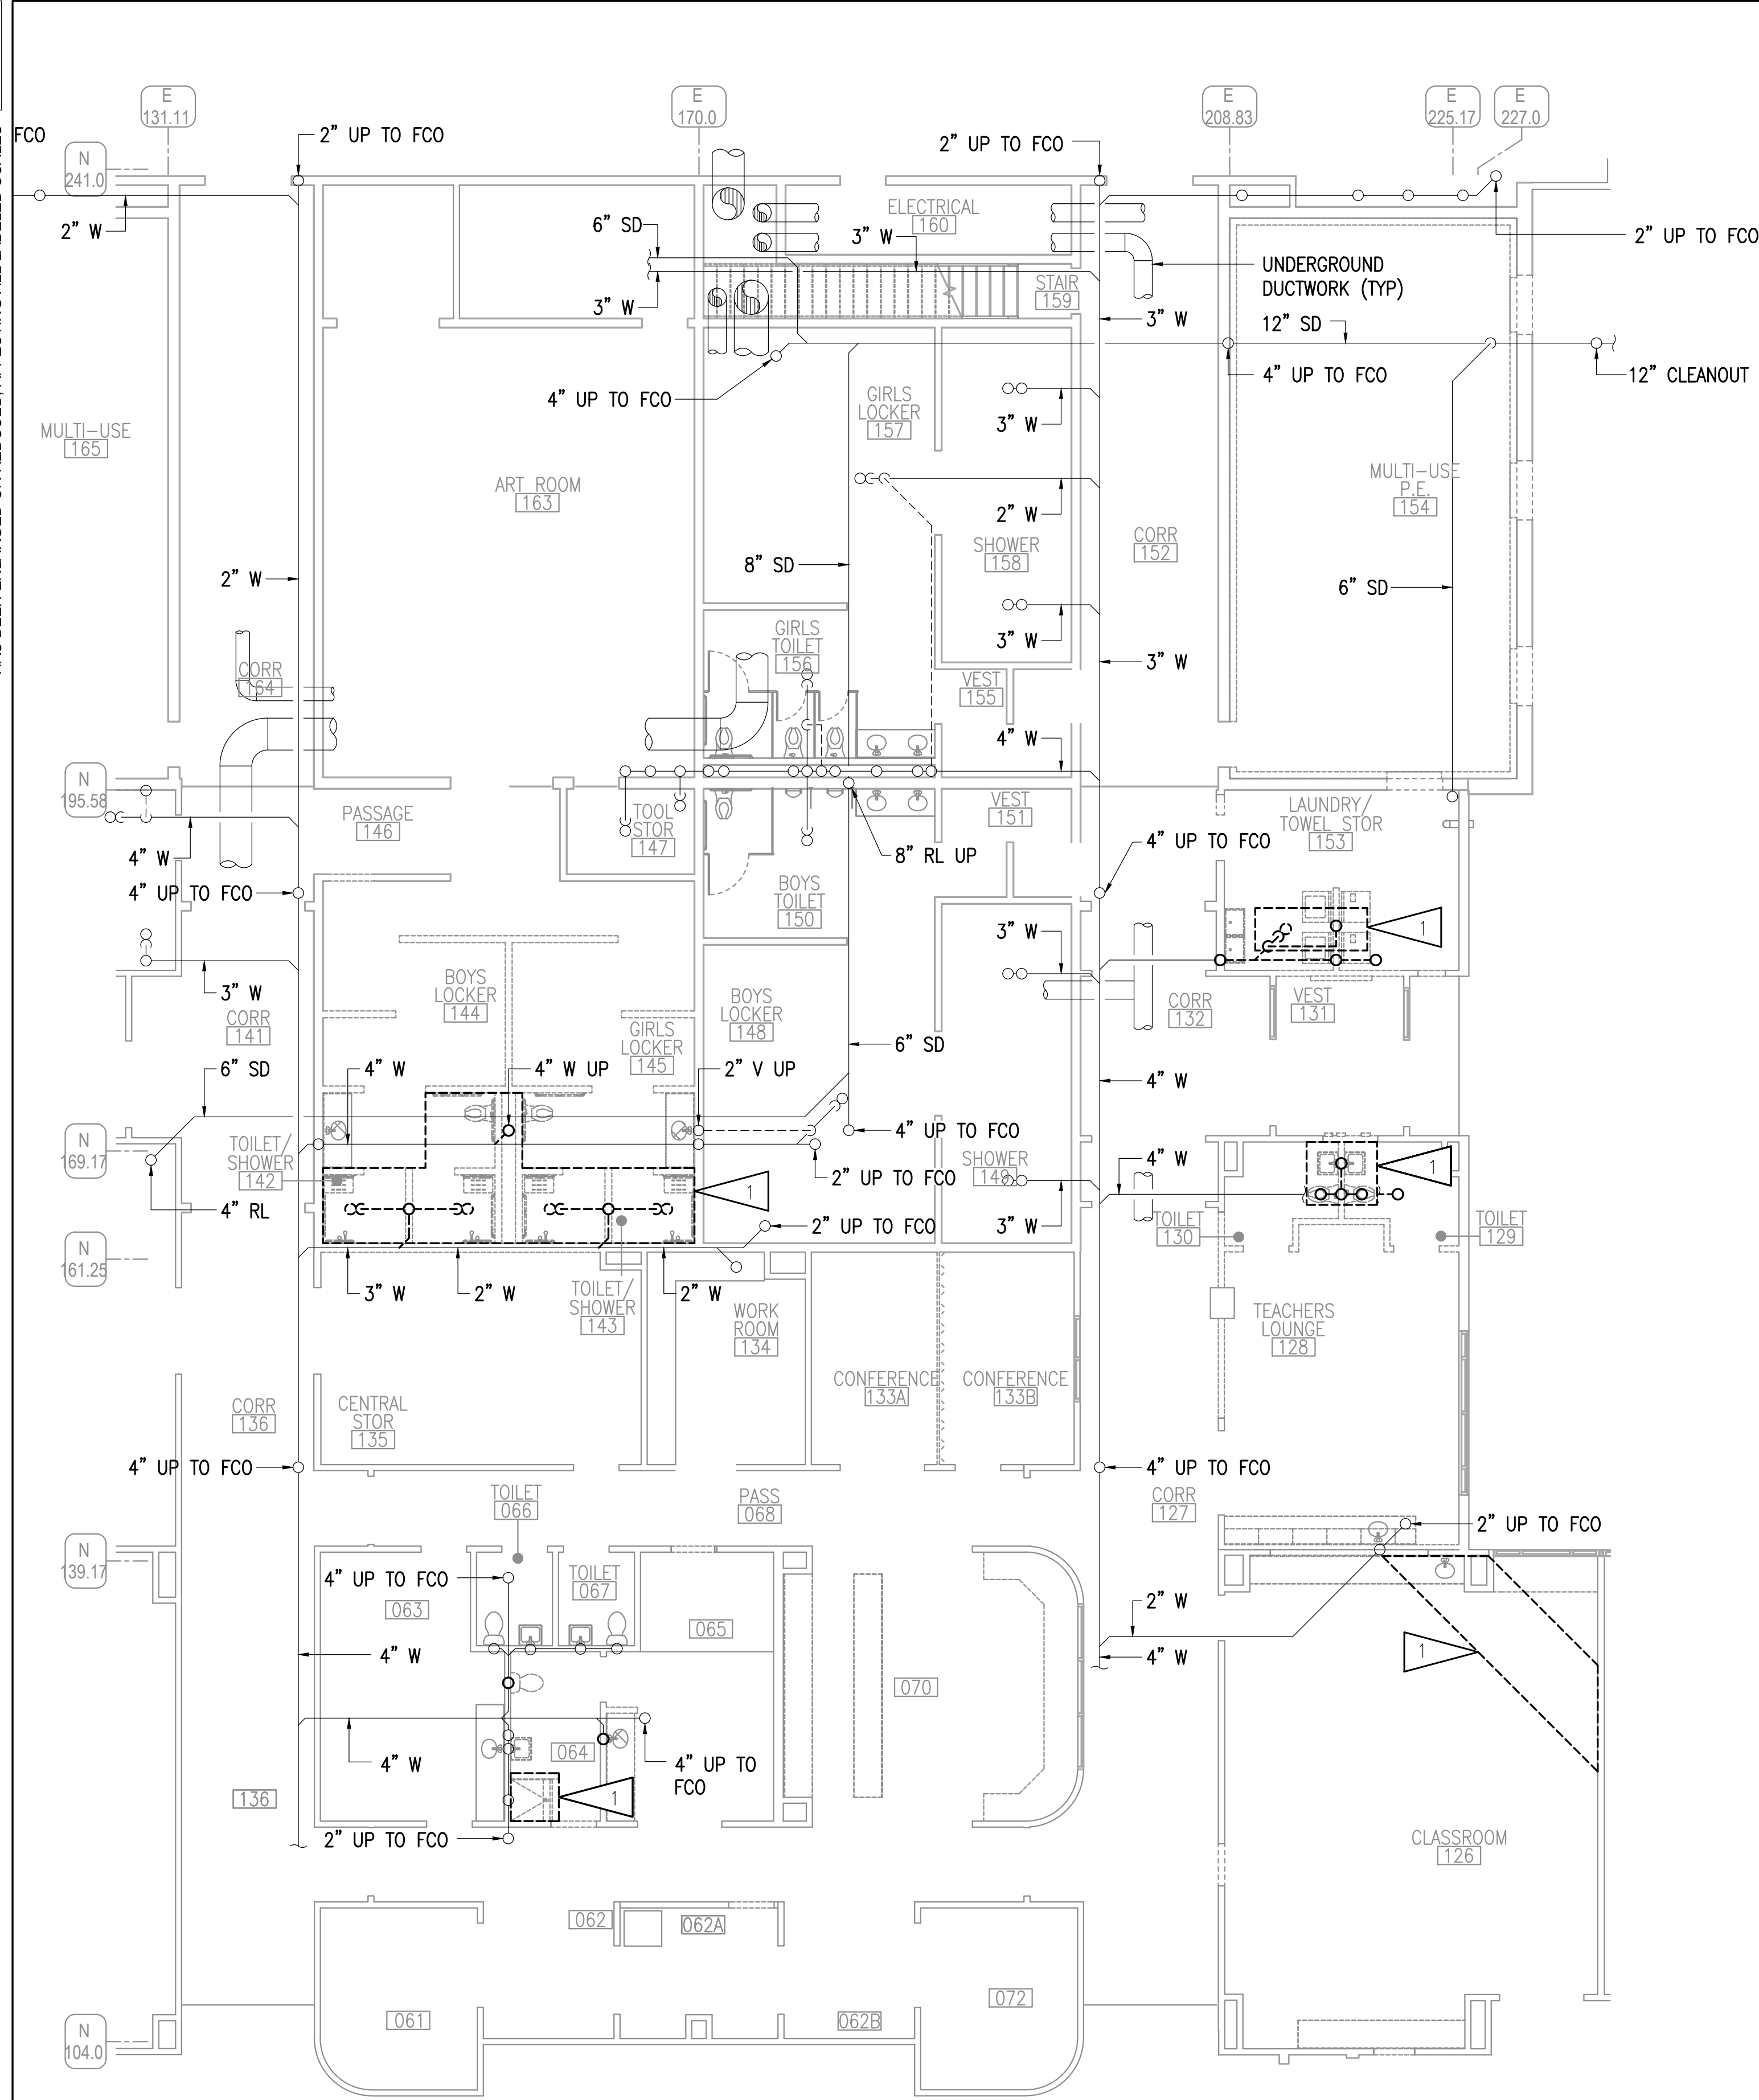 E
131.11
E
170.0
E
208.83
E
225.17
E
227.0
FCO
2” UP TO FCO
2” UP TO FCO
N
241.0
2” W
6” SD
3” W
ELECTRICAL
160
3” W
2” UP TO FCO
UNDERGROUND
DUCTWORK (TYP)
STAIR
159
3” W
12” SD
4” UP TO FCO
4” UP TO FCO
12” CLEANOUT
GIRLS
LOCKER
157
3” W
MULTI-USE
165
ART ROOM
163
MULTI-USE
P.E.
154
2” W
SHOWER
158
CORR
152
8” SD
2” W
6” SD
3” W
GIRLS
TOILET
156
3” W
CORR
164
VEST
155
4” W
N
195.58
PASSAGE
146
TOOL
STOR
147
VEST
151
LAUNDRY/
TOWEL STOR
153
4” W
8” RL UP
4” UP TO FCO
4” UP TO FCO
BOYS
TOILET
150
3” W
1
3” W
BOYS
LOCKER
144
BOYS
LOCKER
148
CORR
132
VEST
131
CORR
141
GIRLS
LOCKER
145
6” SD
6” SD
4” W
4” W UP
2” V UP
4” W
N
169.17
TOILET/
SHOWER
142
4” UP TO FCO
SHOWER
149
4” W
1
2” UP TO FCO
1
4” RL
2” UP TO FCO
3” W
TOILET
130
TOILET
129
N
161.25
3” W
2” W
TOILET/
SHOWER
143
2” W
WORK
ROOM
134
TEACHERS
LOUNGE
128
CONFERENCE
133A
CONFERENCE
133B
CORR
136
CENTRAL
STOR
135
4” UP TO FCO
4” UP TO FCO
TOILET
066
PASS
068
CORR
127
2” UP TO FCO
N
139.17
4” UP TO FCO
TOILET
067
063
065
2” W
4” W
4” W
1
070
4” W
064
4” UP TO
FCO
136
1
2” UP TO FCO
CLASSROOM
126
062
062A
061
062B
072
N
104.0